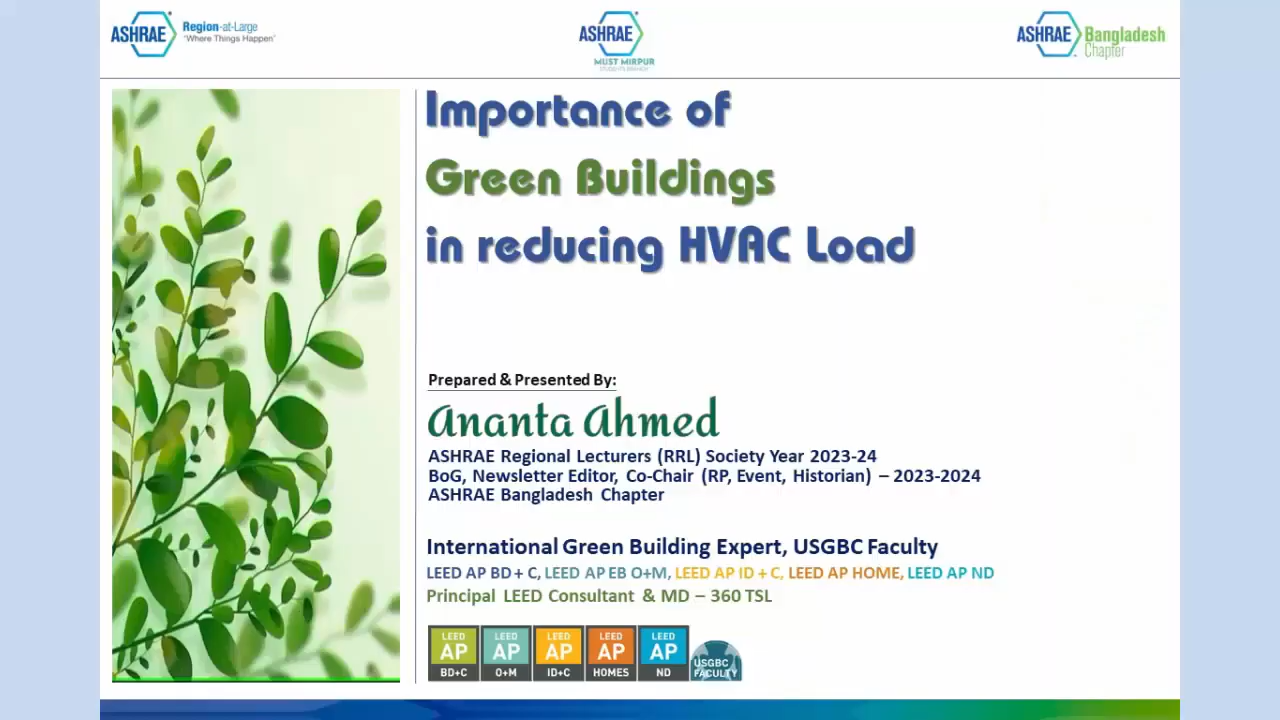 ASHRAE Region-at-Large
"Where Things Happen"
ASHRAE
MUST MIRPUR
ASHRAE Bangladesh
Chapter
Importance of
Green Buildings
in reducing HVAC Load
Prepared & Presented By:
Ananta Ahmed
ASHRAE Regional Lecturers (RRL) Society Year 2023-24
BoG, Newsletter Editor, Co-Chair (RP, Event, Historian) – 2023-2024
ASHRAE Bangladesh Chapter
International Green Building Expert, USGBC Faculty
LEED AP BD + C, LEED AP EB O+M, LEED AP ID + C, LEED AP HOME, LEED AP ND
Principal LEED Consultant & MD – 360 TSL
LEED AP BD+C
LEED AP O+M
LEED AP ID+C
LEED AP HOMES
LEED AP ND
USGBC FACULTY